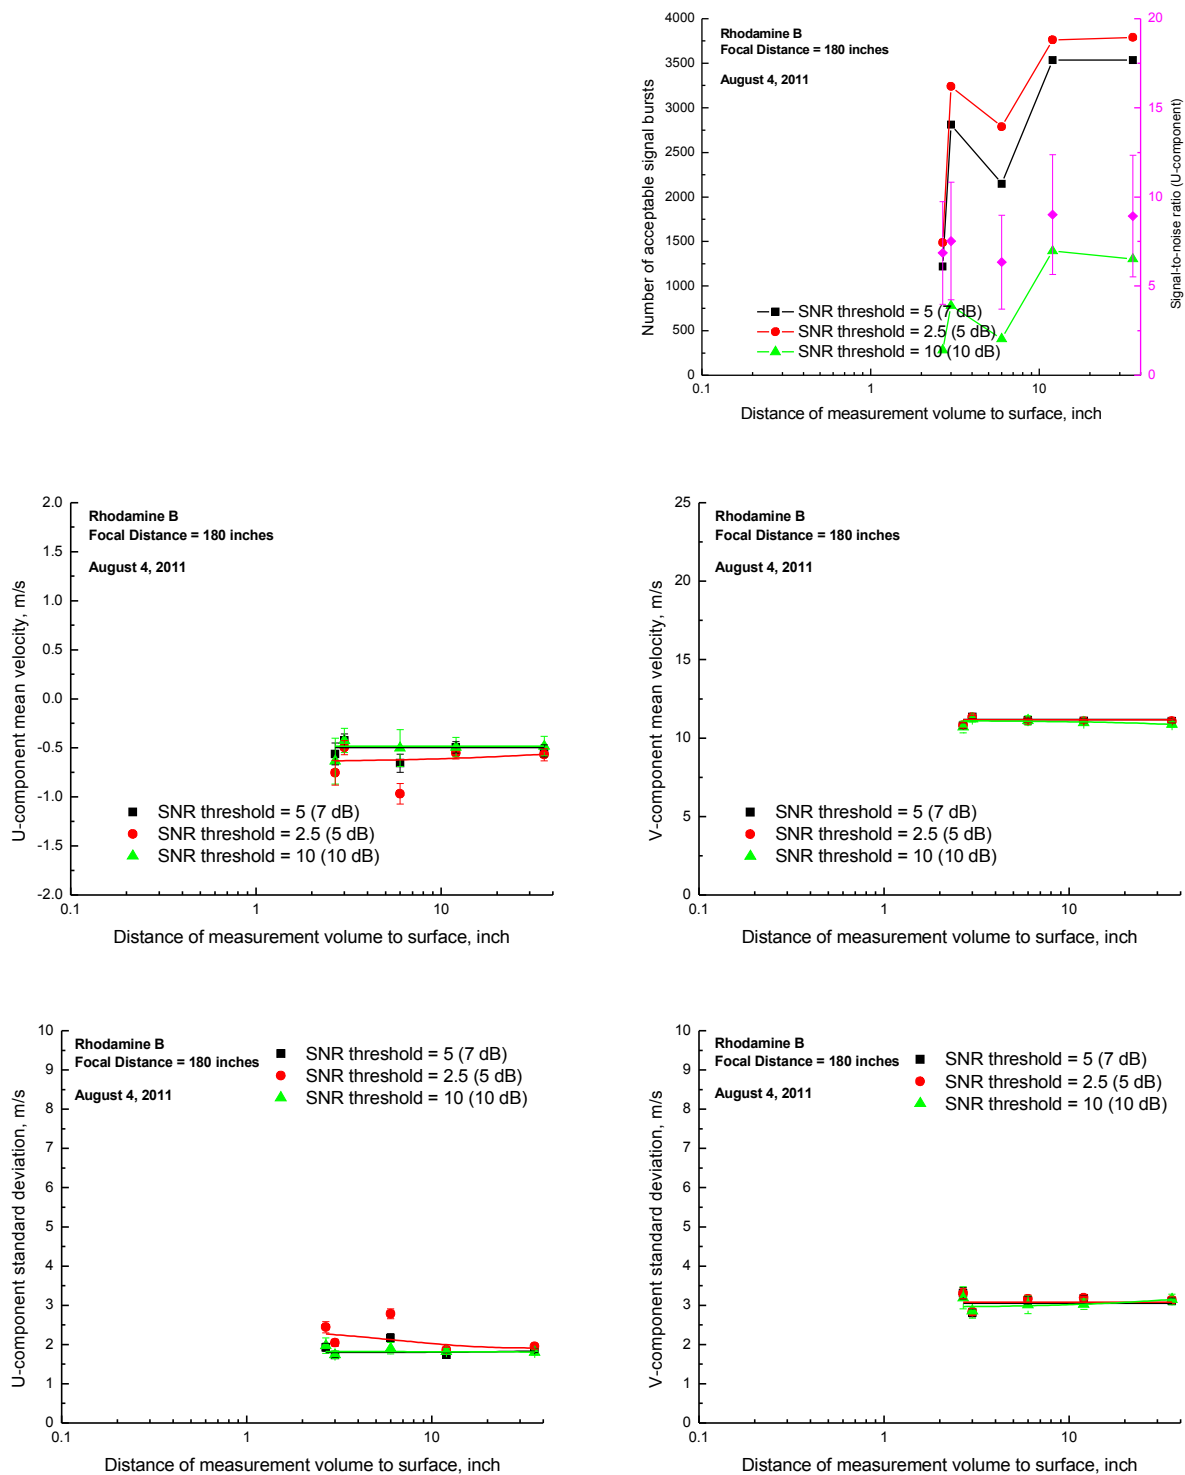 Rhodamine B
Focal Distance = 180 inches
August 4, 2011
Number of acceptable signal bursts
4000
3500
3000
2500
2000
1500
1000
500
0
20
15
10
5
0
Signal-to-noise ratio (U-component)
SNR threshold = 5 (7 dB)
SNR threshold = 2.5 (5 dB)
SNR threshold = 10 (10 dB)
0.1 1 10
Distance of measurement volume to surface, inch
Rhodamine B
Focal Distance = 180 inches
August 4, 2011
U-component mean velocity, m/s
2.0
1.5
1.0
0.5
0.0
-0.5
-1.0
-1.5
-2.0
SNR threshold = 5 (7 dB)
SNR threshold = 2.5 (5 dB)
SNR threshold = 10 (10 dB)
0.1 1 10
Distance of measurement volume to surface, inch
Rhodamine B
Focal Distance = 180 inches
August 4, 2011
V-component mean velocity, m/s
25
20
15
10
5
0
SNR threshold = 5 (7 dB)
SNR threshold = 2.5 (5 dB)
SNR threshold = 10 (10 dB)
0.1 1 10
Distance of measurement volume to surface, inch
Rhodamine B
Focal Distance = 180 inches
August 4, 2011
SNR threshold = 5 (7 dB)
SNR threshold = 2.5 (5 dB)
SNR threshold = 10 (10 dB)
U-component standard deviation, m/s
10
9
8
7
6
5
4
3
2
1
0
0.1 1 10
Distance of measurement volume to surface, inch
Rhodamine B
Focal Distance = 180 inches
August 4, 2011
SNR threshold = 5 (7 dB)
SNR threshold = 2.5 (5 dB)
SNR threshold = 10 (10 dB)
V-component standard deviation, m/s
10
9
8
7
6
5
4
3
2
1
0
0.1 1 10
Distance of measurement volume to surface, inch